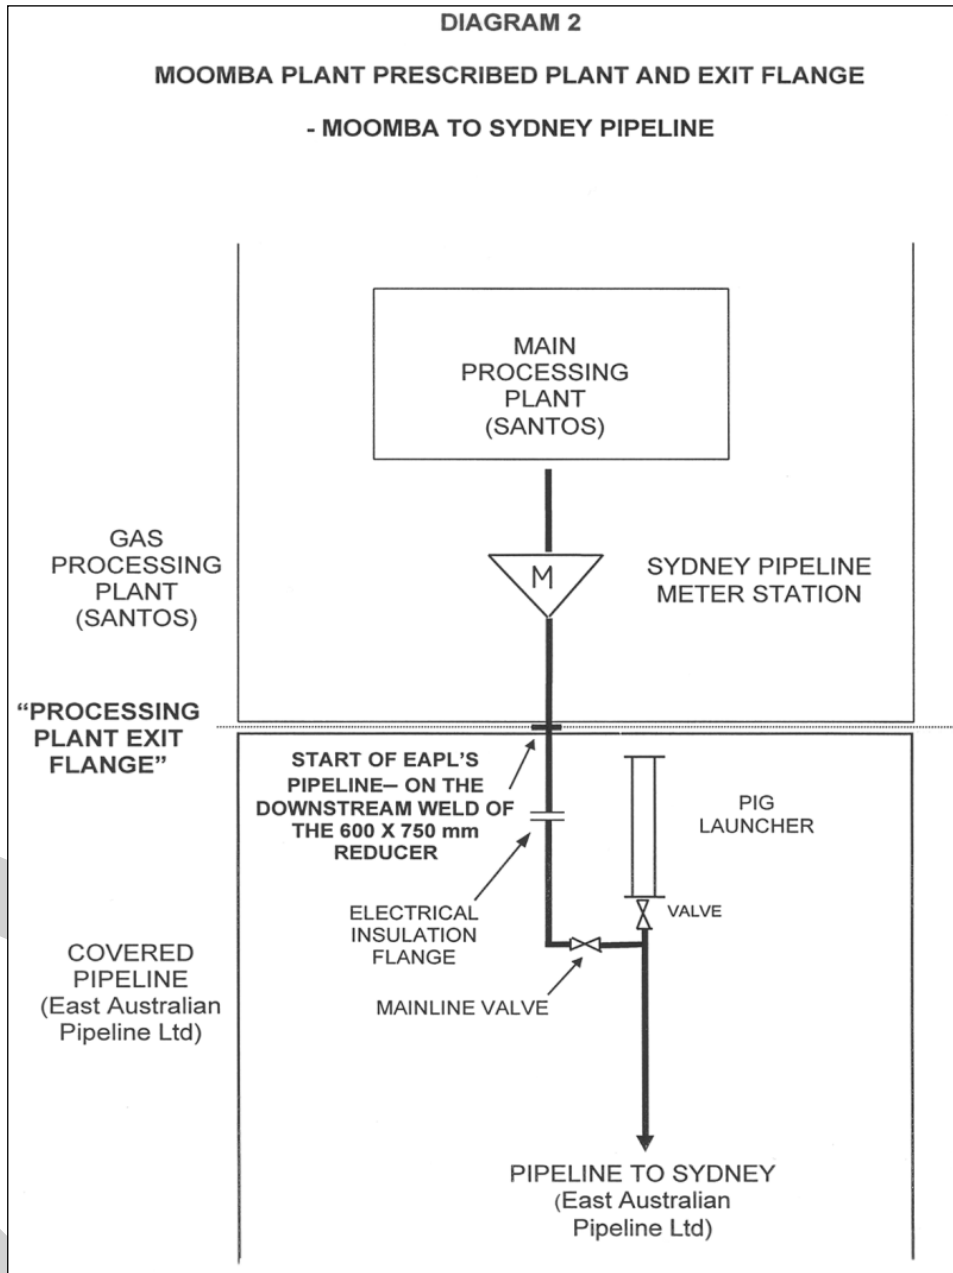 DIAGRAM 2
MOOMBA PLANT PRESCRIBED PLANT AND EXIT FLANGE
- MOOMBA TO SYDNEY PIPELINE
MAIN
PROCESSING
PLANT
(SANTOS)
GAS
PROCESSING
PLANT
(SANTOS)
M
SYDNEY PIPELINE
METER STATION
“PROCESSING
PLANT EXIT
FLANGE”
START OF EAPL'S
PIPELINE– ON THE
DOWNSTREAM WELD OF
THE 600 X 750 mm
REDUCER
PIG
LAUNCHER
ELECTRICAL
INSULATION
FLANGE
VALVE
COVERED
PIPELINE
(East Australian
Pipeline Ltd)
MAINLINE VALVE
PIPELINE TO SYDNEY
(East Australian
Pipeline Ltd)